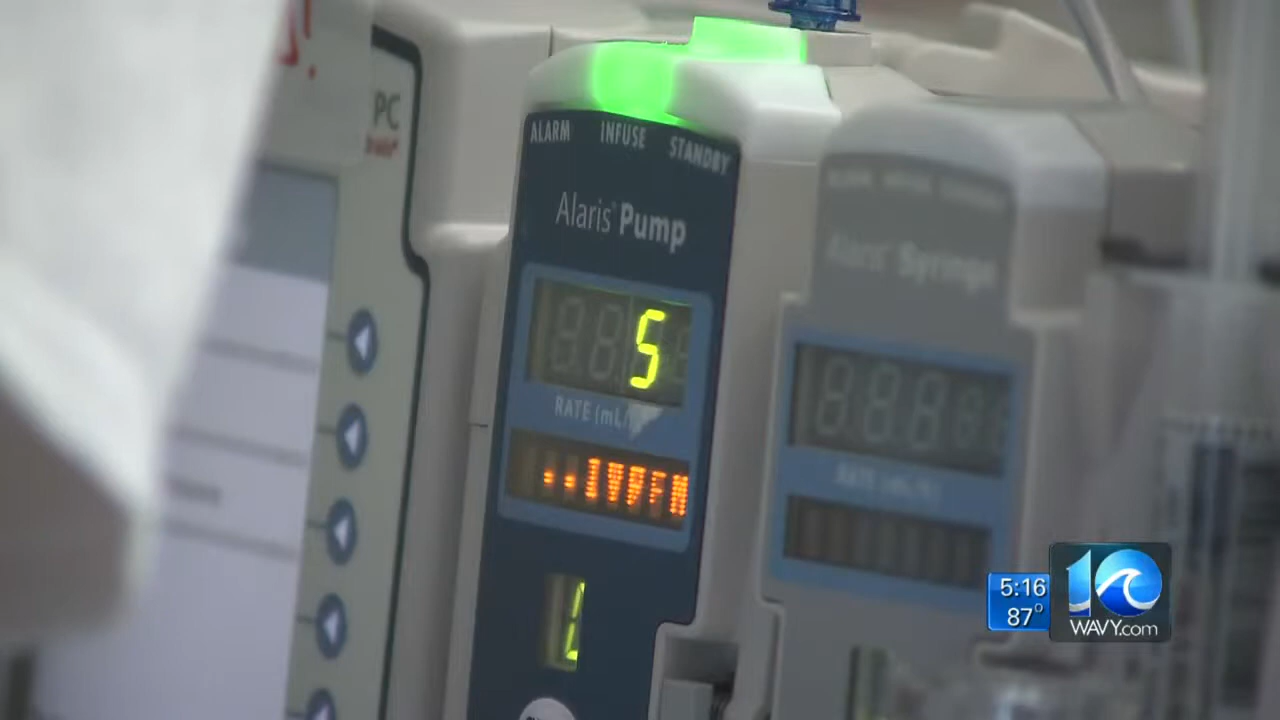 PC
ALARM INFUSE STANDBY
Alaris® Pump
5
RATE (mL/
L
Alaris® Syringe
5:16
87°
10
WAVY.com